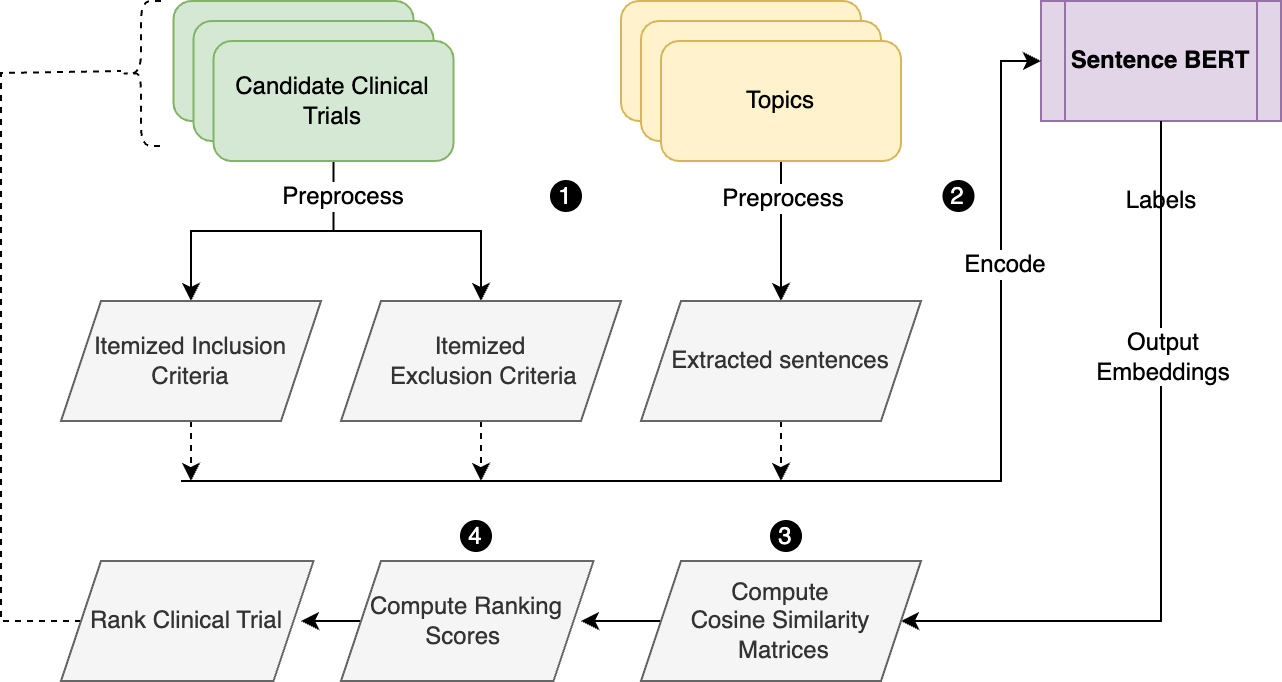 Candidate Clinical
Trials
Topics
Sentence BERT
Preprocess
1
Preprocess
2
Labels
Encode
Itemized Inclusion
Criteria
Itemized
Exclusion Criteria
Extracted sentences
Output
Embeddings
4
3
Rank Clinical Trial
Compute Ranking
Scores
Compute
Cosine Similarity
Matrices